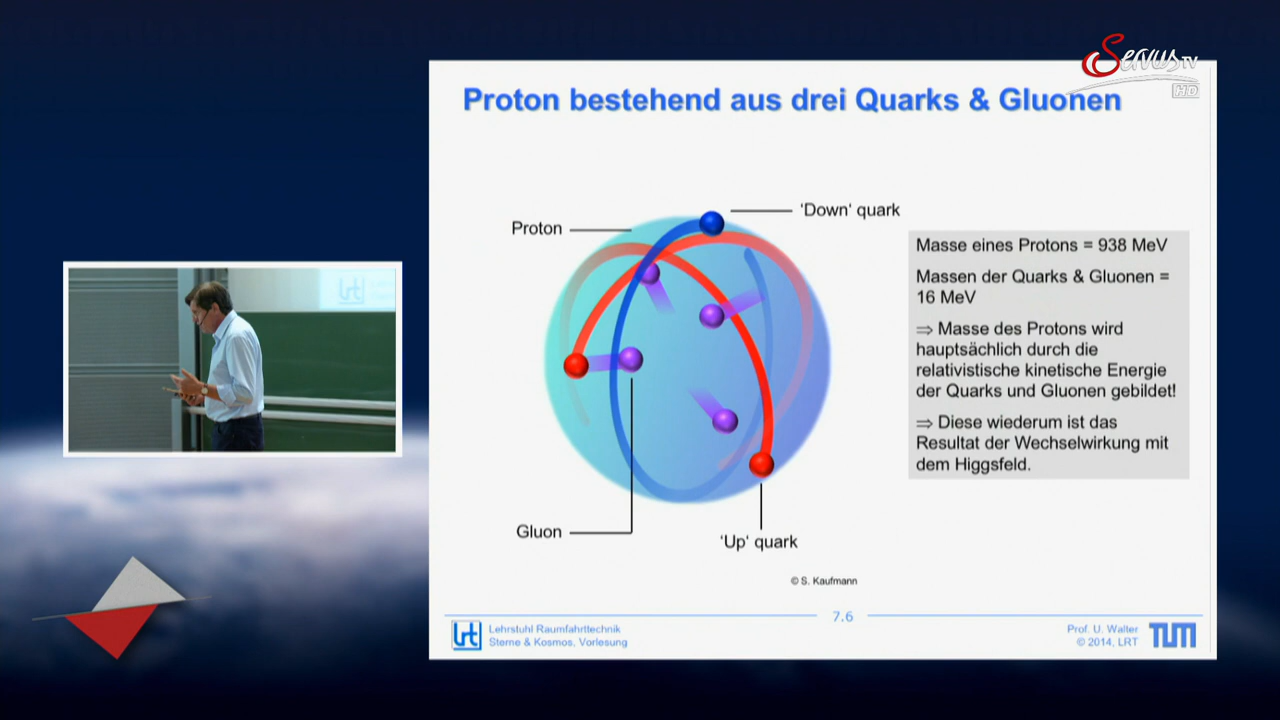 Servus TV
HD
Proton bestehend aus drei Quarks & Gluonen
'Down' quark
Proton
Masse eines Protons = 938 MeV
Massen der Quarks & Gluonen =
16 MeV
⇒ Masse des Protons wird
hauptsächlich durch die
relativistische kinetische Energie
der Quarks und Gluonen gebildet!
⇒ Diese wiederum ist das
Resultat der Wechselwirkung mit
dem Higgsfeld.
Gluon
'Up' quark
© S. Kaufmann
7.6
lrt
Lehrstuhl Raumfahrttechnik
Sterne & Kosmos, Vorlesung
Prof. U. Walter
© 2014, LRT
TUM
lrt